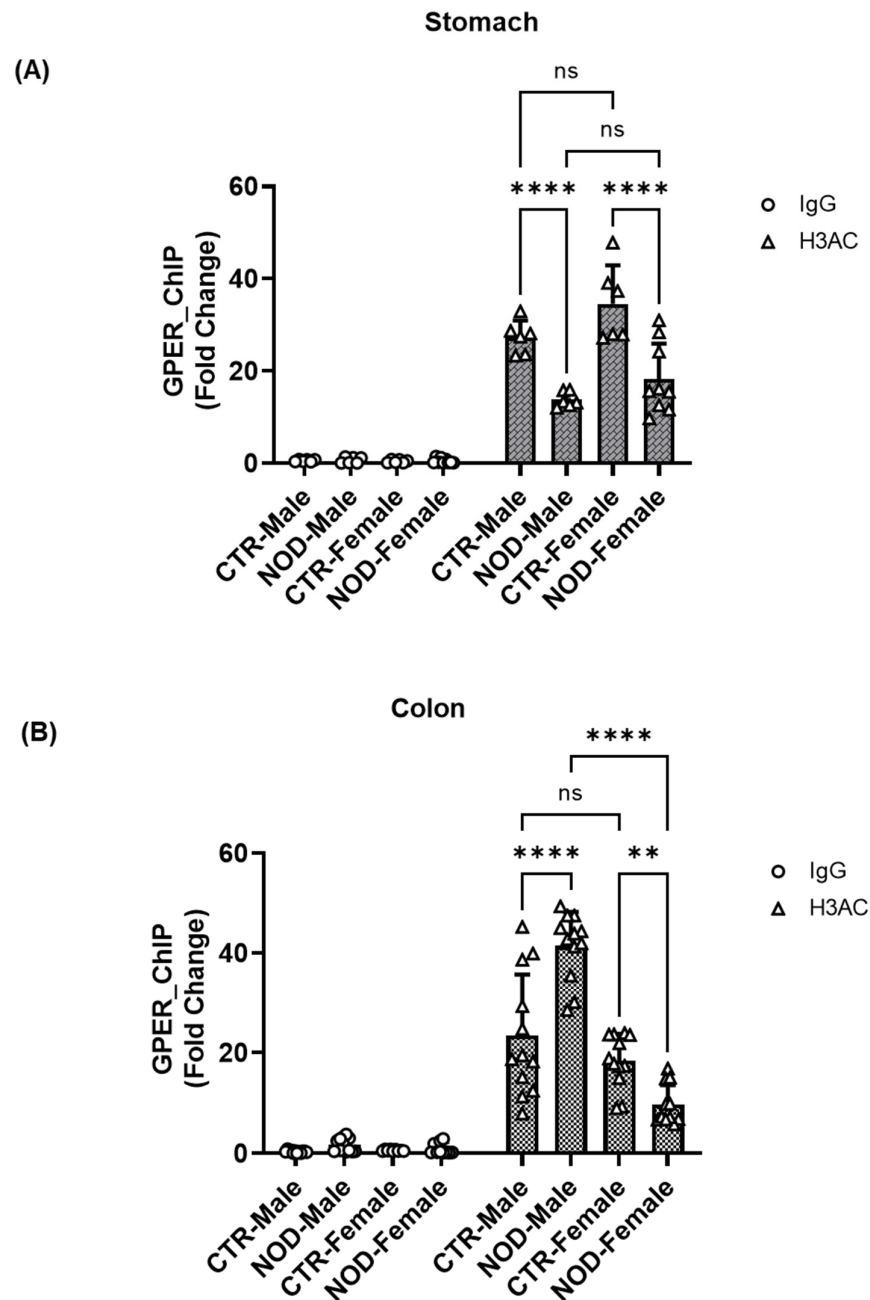 Stomach
(A)
ns
ns
**** ****
60
40
20
0
GPER_ChIP
(Fold Change)
IgG
H3AC
CTR-Male
NOD-Male
CTR-Female
NOD-Female
CTR-Male
NOD-Male
CTR-Female
NOD-Female
Colon
(B)
****
ns
**** **
60
40
20
0
GPER_ChIP
(Fold Change)
IgG
H3AC
CTR-Male
NOD-Male
CTR-Female
NOD-Female
CTR-Male
NOD-Male
CTR-Female
NOD-Female